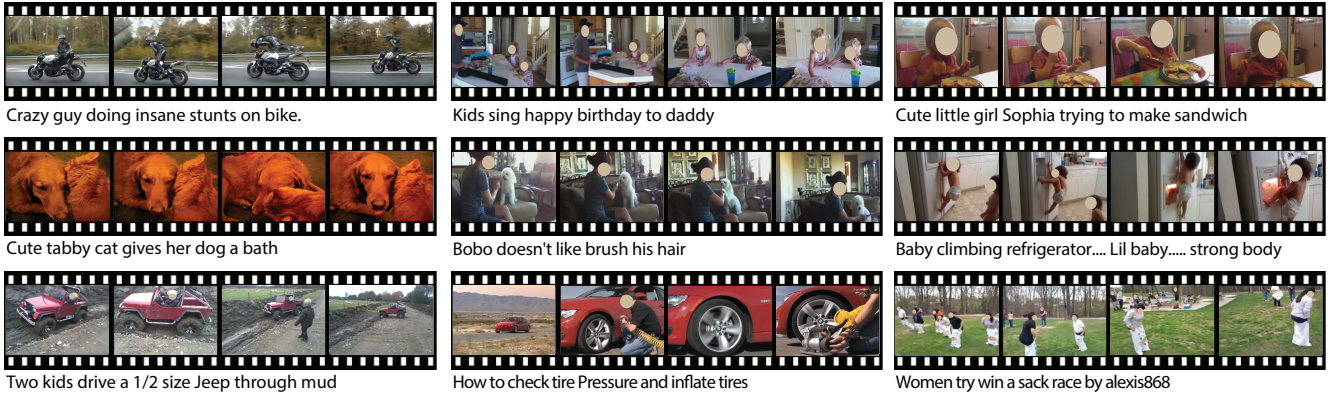 Crazy guy doing insane stunts on bike.
Kids sing happy birthday to daddy
Cute little girl Sophia trying to make sandwich
Cute tabby cat gives her dog a bath
Bobo doesn't like brush his hair
Baby climbing refrigerator.... Lil baby..... strong body
Two kids drive a 1/2 size Jeep through mud
How to check tire Pressure and inflate tires
Women try win a sack race by alexis868